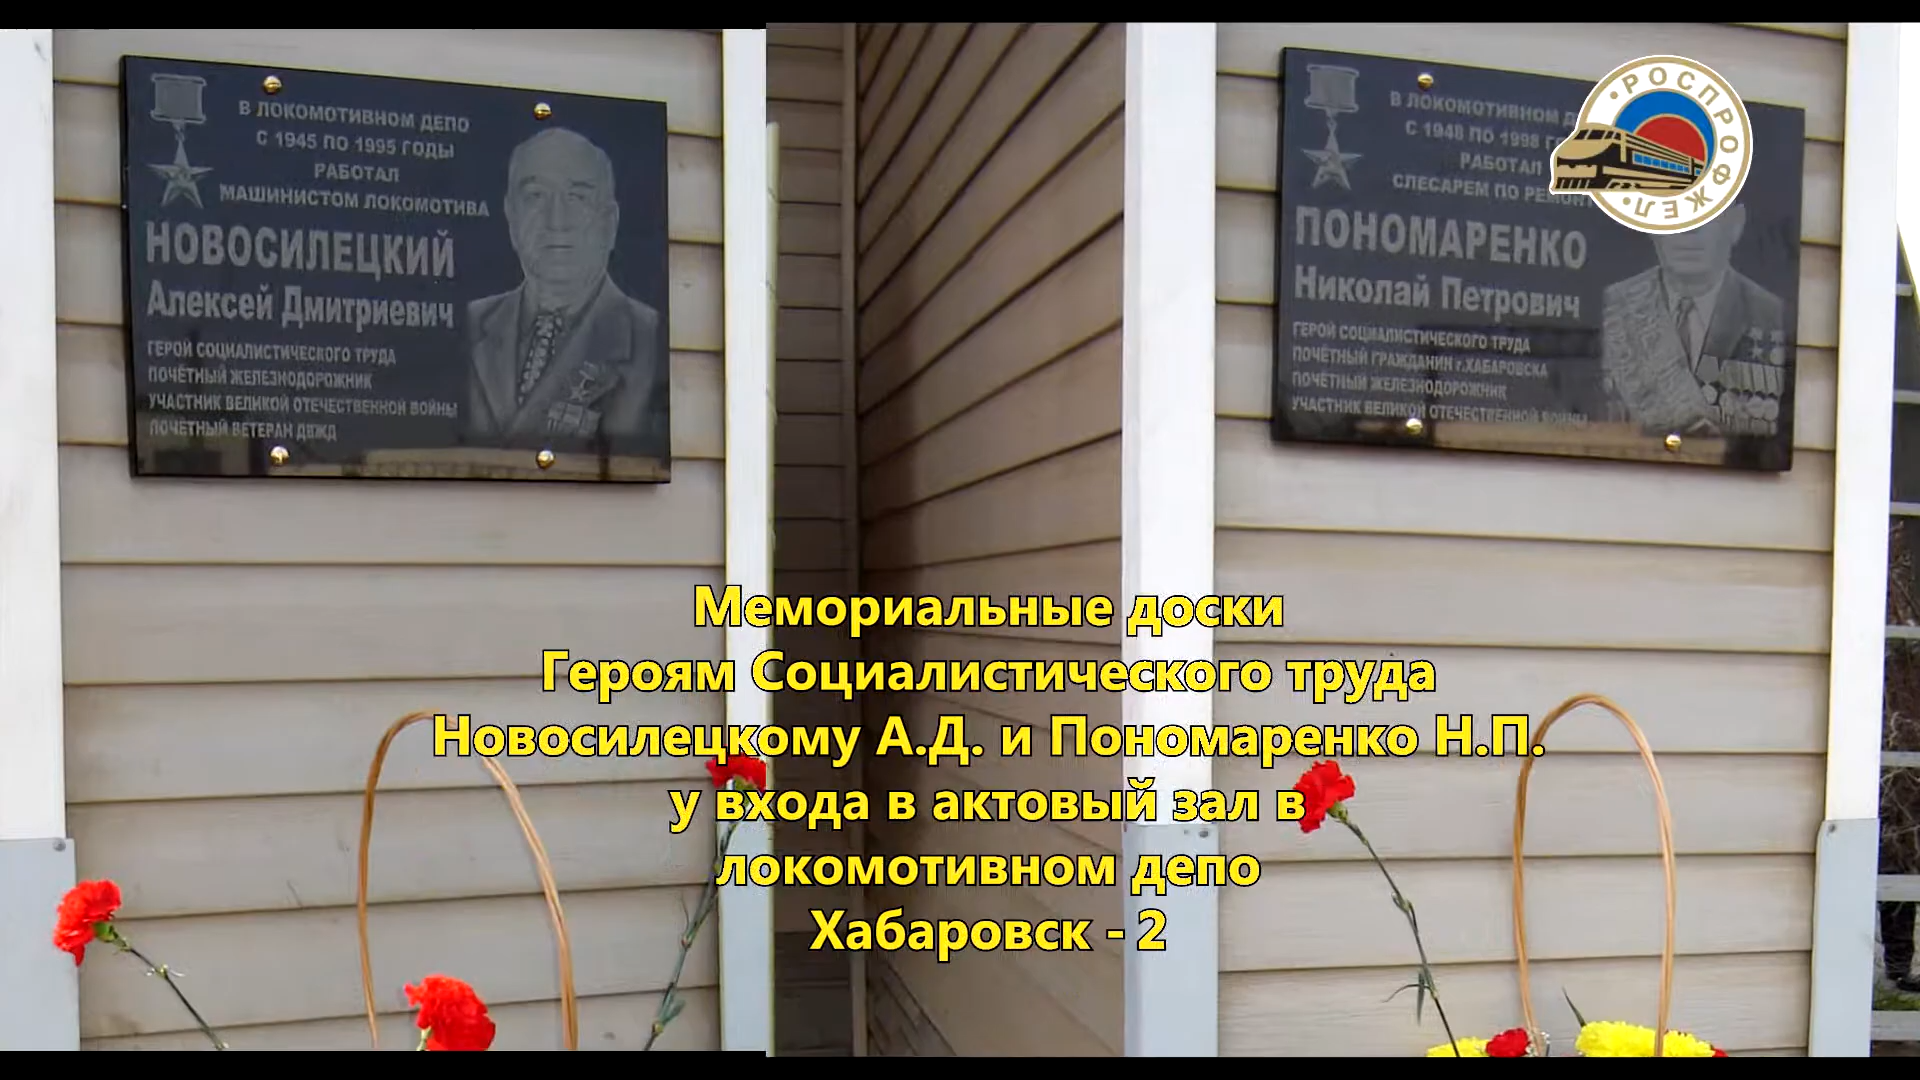 В ЛОКОМОТИВНОМ ДЕПО
С 1945 ПО 1995 ГОДЫ
РАБОТАЛ
МАШИНИСТОМ ЛОКОМОТИВА
НОВОСИЛЕЦКИЙ
Алексей Дмитриевич
ГЕРОЙ СОЦИАЛИСТИЧЕСКОГО ТРУДА
ПОЧЁТНЫЙ ЖЕЛЕЗНОДОРОЖНИК
УЧАСТНИК ВЕЛИКОЙ ОТЕЧЕСТВЕННОЙ ВОЙНЫ
ПОЧЁТНЫЙ ВЕТЕРАН ДВЖД
В ЛОКОМОТИВНОМ
С 1948 ПО 1998
РАБОТАЛ
СЛЕСАРЕМ ПО
ПОНОМАРЕНКО
Николай Петрович
ГЕРОЙ СОЦИАЛИСТИЧЕСКОГО ТРУДА
ПОЧЁТНЫЙ ГРАЖДАНИН г.ХАБАРОВСКА
ПОЧЁТНЫЙ ЖЕЛЕЗНОДОРОЖНИК
УЧАСТНИК ВЕЛИКОЙ ОТЕЧЕСТВЕННОЙ ВОЙНЫ
РОСПРОФЖЕЛ
Мемориальные доски
Героям Социалистического труда
Новосилецкому А.Д. и Пономаренко Н.П.
у входа в актовый зал в
локомотивном депо
Хабаровск - 2